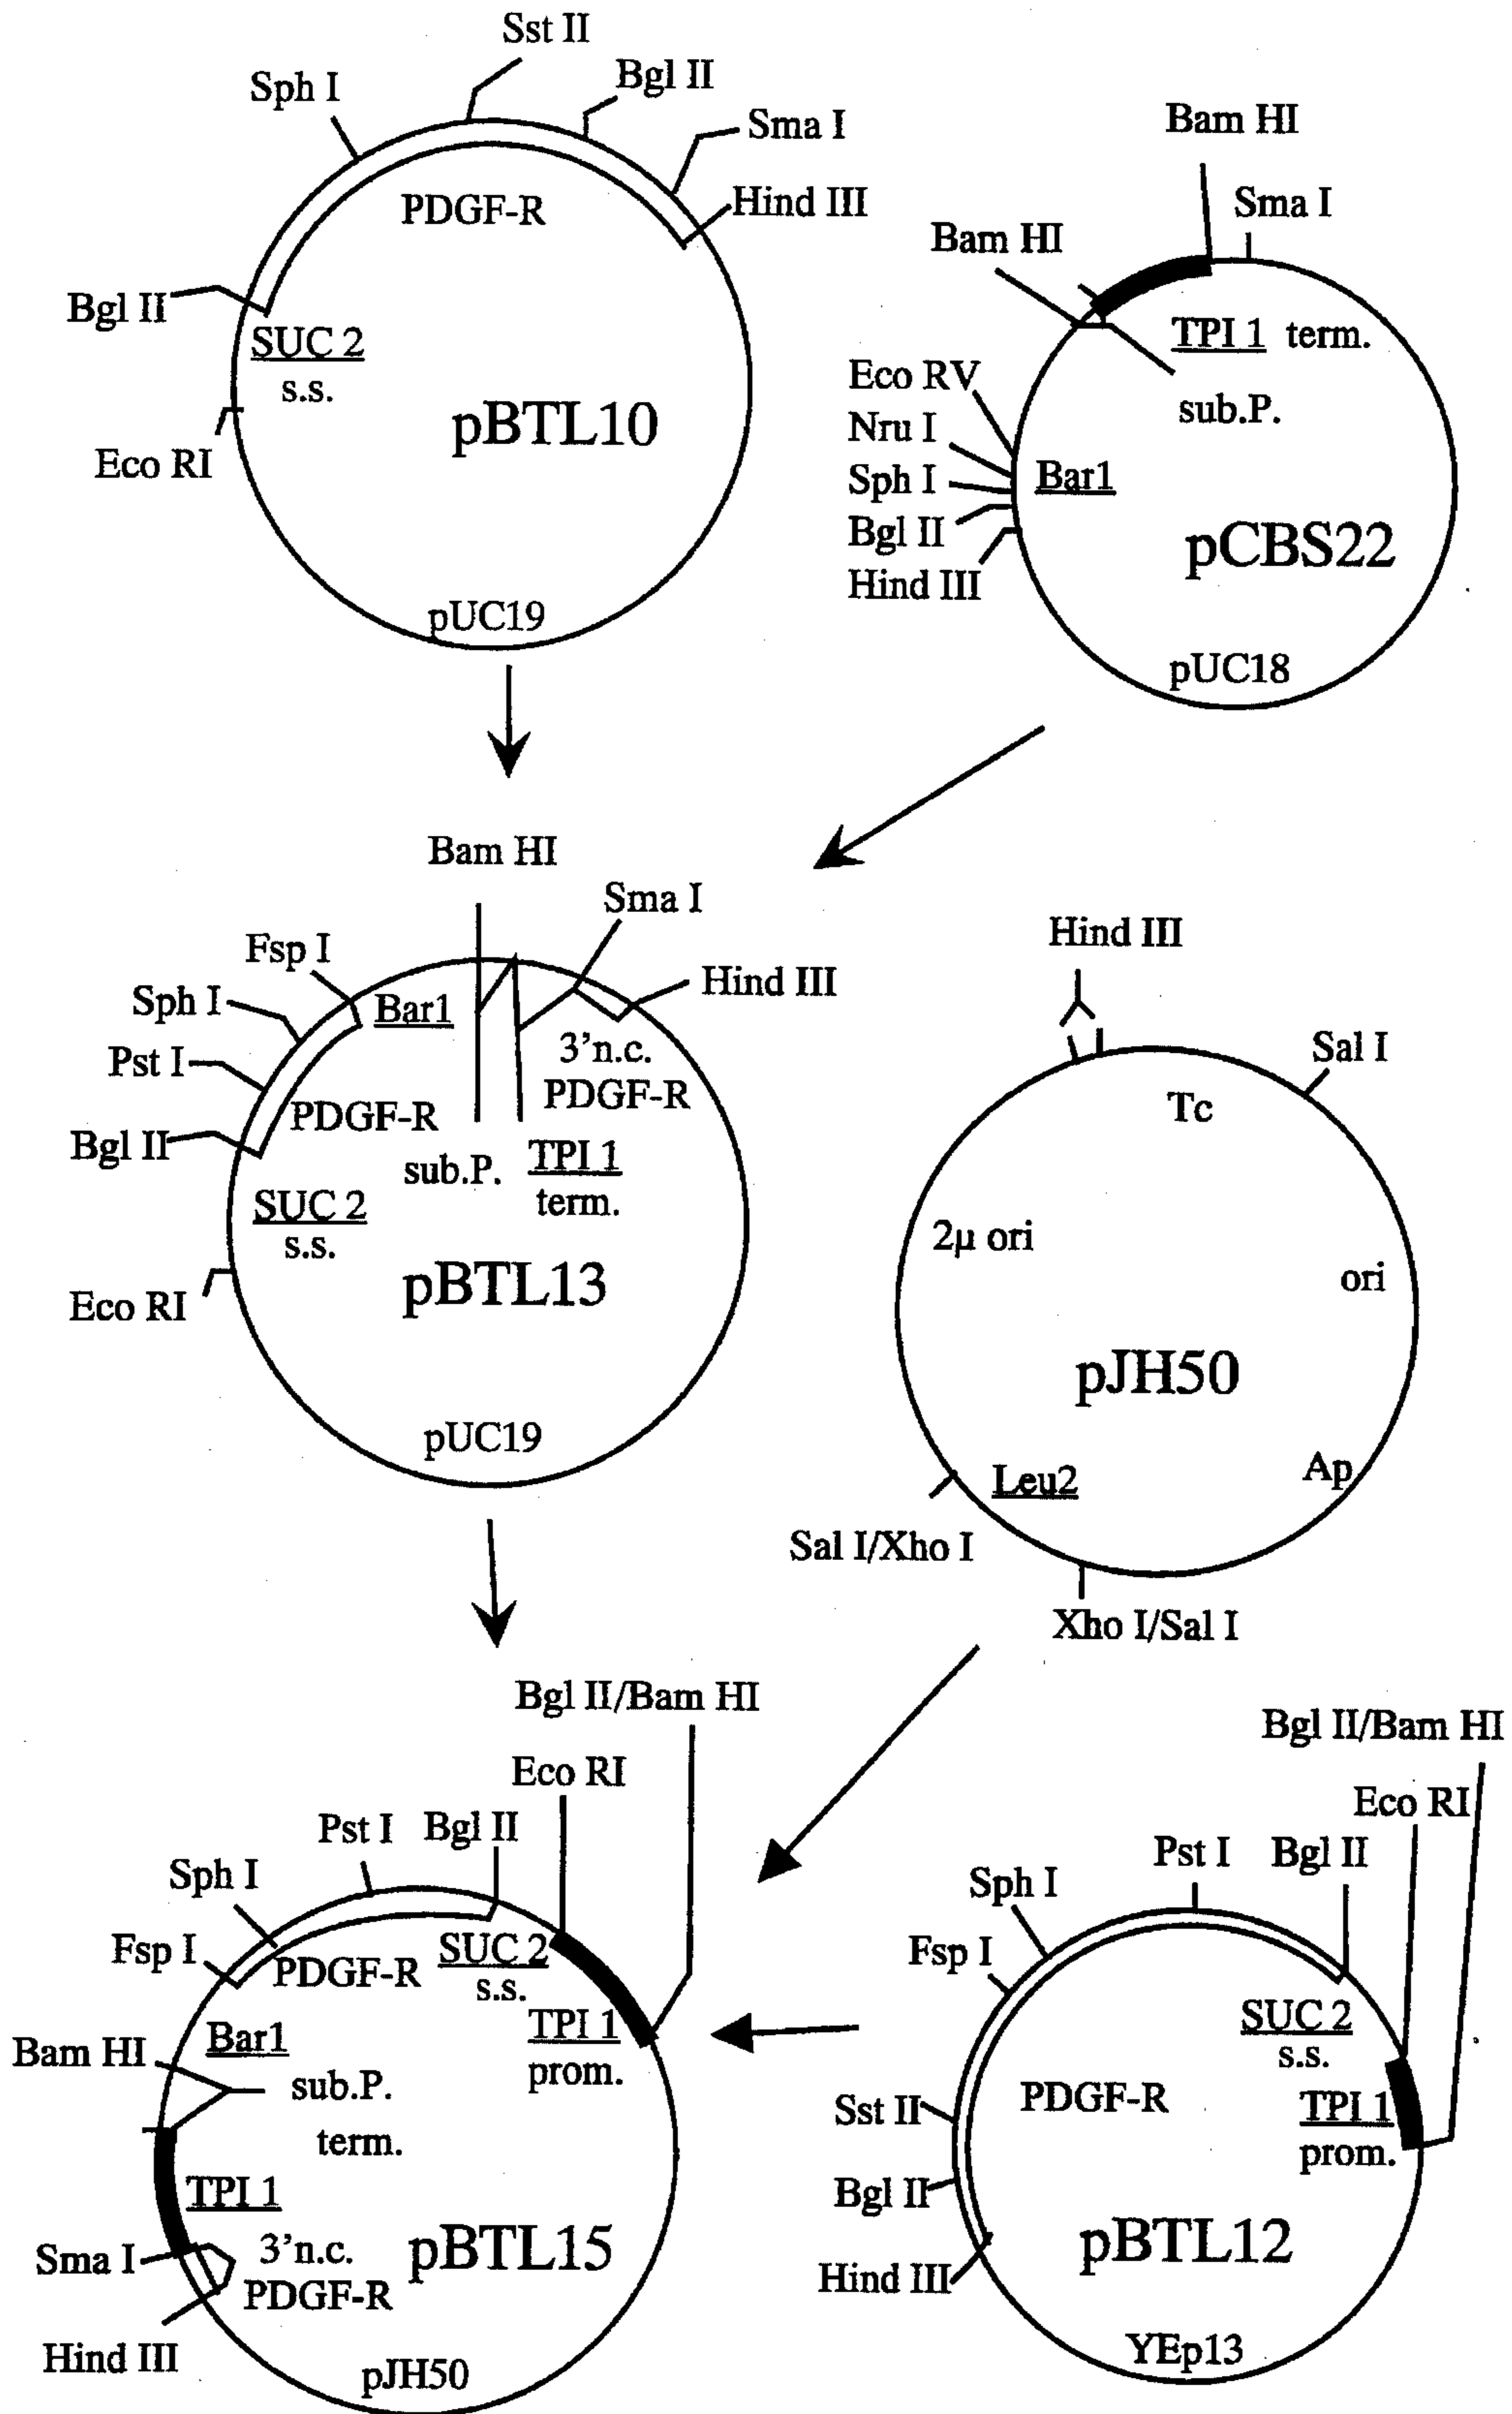 Sst II
Sph I
Bgl II
Sma I
PDGF-R
Hind III
Bgl II
SUC 2
s.s.
pBTL10
Eco RI
pUC19
Bam HI
Sma I
Bam HI
TPI 1 term.
Eco RV
sub.P.
Nru I
Sph I
Bar1
Bgl II
pCBS22
Hind III
pUC18
Bam HI
Sma I
Fsp I
Hind III
Sph I
Bar1
3'n.c.
Pst I
PDGF-R
PDGF-R
Bgl II
sub.P.
TPI 1
term.
SUC 2
s.s.
pBTL13
Eco RI
pUC19
Hind III
Sal I
Tc
2μ ori
ori
pJH50
Leu2
Ap
Sal I/Xho I
Xho I/Sal I
Bgl II/Bam HI
Eco RI
Pst I
Bgl II
Sph I
Fsp I
PDGF-R
SUC 2
s.s.
TPI 1
prom.
Bar1
Bam HI
sub.P.
term.
TPI 1
Sma I
3'n.c.
PDGF-R
pBTL15
Hind III
pJH50
Bgl II/Bam HI
Eco RI
Pst I
Bgl II
Sph I
Fsp I
SUC 2
s.s.
PDGF-R
Sst II
TPI 1
prom.
Bgl II
pBTL12
Hind III
YEp13